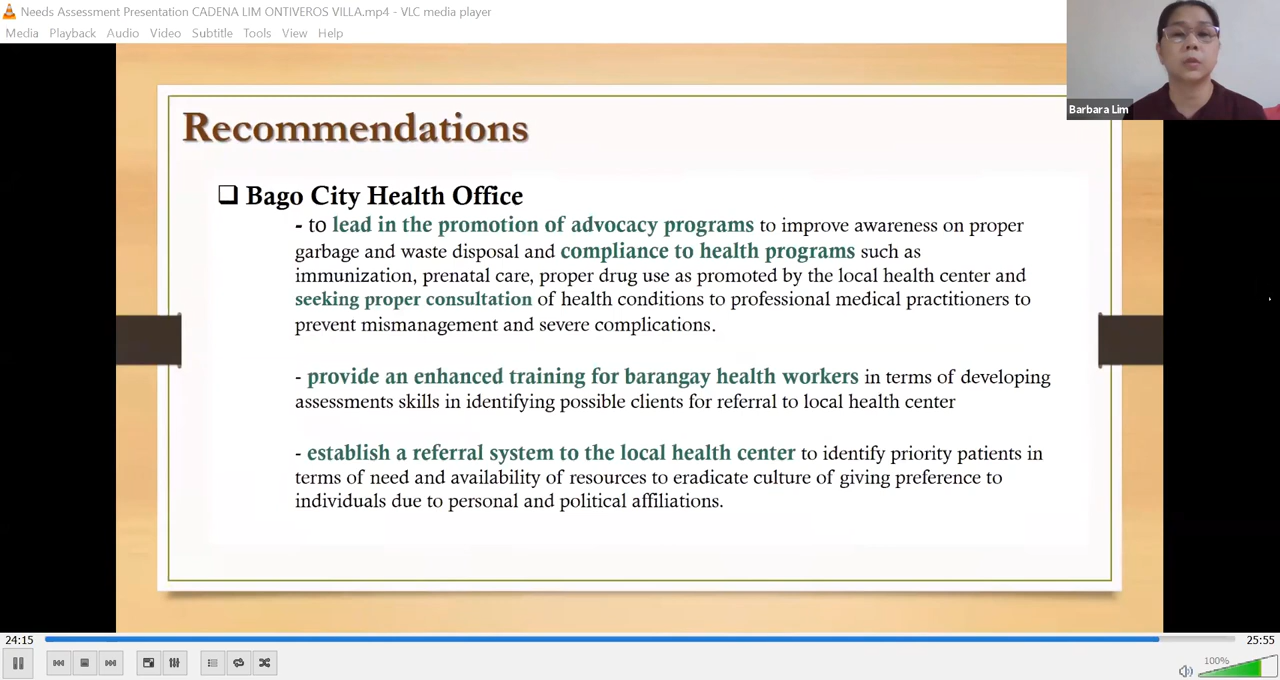 Needs Assessment Presentation CADENA LIM ONTIVEROS VILLA.mp4 - VLC media player
Media Playback Audio Video Subtitle Tools View Help
Barbara Lim
Recommendations
❑ Bago City Health Office
- to lead in the promotion of advocacy programs to improve awareness on proper
garbage and waste disposal and compliance to health programs such as
immunization, prenatal care, proper drug use as promoted by the local health center and
seeking proper consultation of health conditions to professional medical practitioners to
prevent mismanagement and severe complications.
- provide an enhanced training for barangay health workers in terms of developing
assessments skills in identifying possible clients for referral to local health center
- establish a referral system to the local health center to identify priority patients in
terms of need and availability of resources to eradicate culture of giving preference to
individuals due to personal and political affiliations.
24:15 25:55
100%